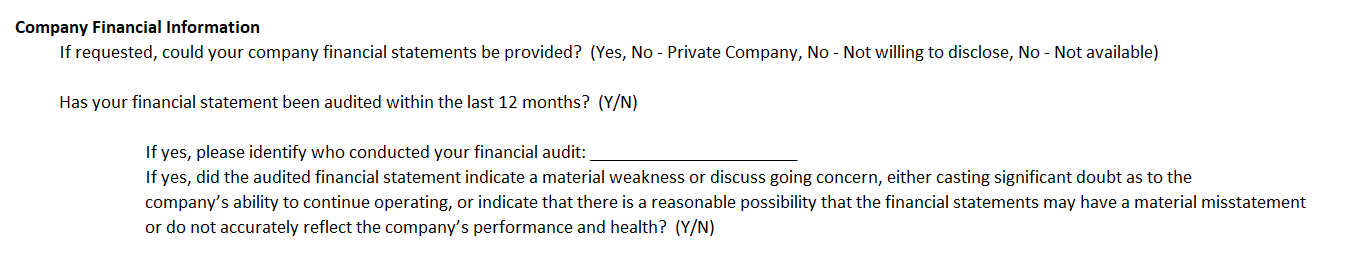 Company Financial Information
If requested, could your company financial statements be provided? (Yes, No - Private Company, No - Not willing to disclose, No - Not available)
Has your financial statement been audited within the last 12 months? (Y/N)
If yes, please identify who conducted your financial audit: ______________________
If yes, did the audited financial statement indicate a material weakness or discuss going concern, either casting significant doubt as to the
company’s ability to continue operating, or indicate that there is a reasonable possibility that the financial statements may have a material misstatement
or do not accurately reflect the company’s performance and health? (Y/N)